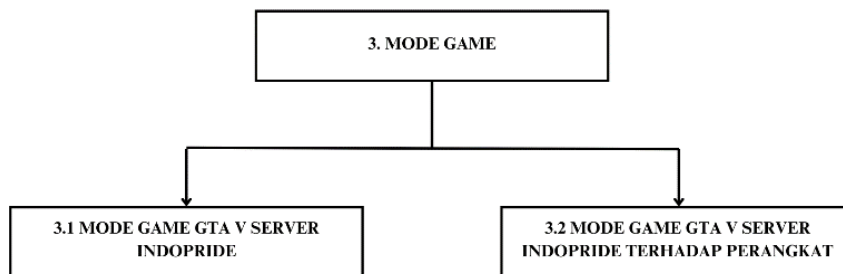 3. MODE GAME
3.1 MODE GAME GTA V SERVER
INDOPRIDE
3.2 MODE GAME GTA V SERVER
INDOPRIDE TERHADAP PERANGKAT